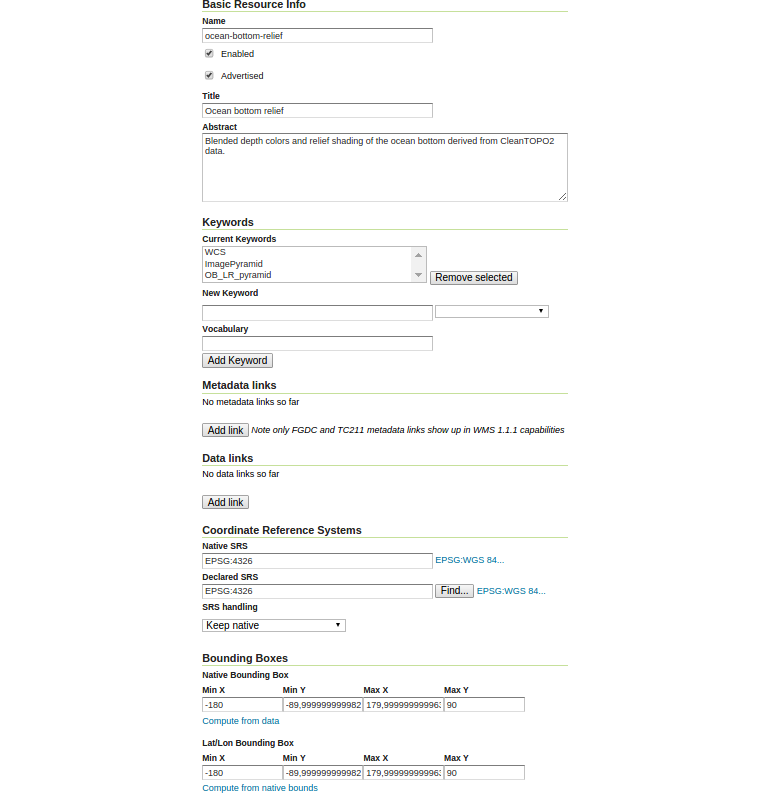 Basic Resource Info
Name
ocean-bottom-relief
Enabled
Advertised
Title
Ocean bottom relief
Abstract
Blended depth colors and relief shading of the ocean bottom derived from CleanTOPO2
data.
Keywords
Current Keywords
WCS
ImagePyramid
OB_LR_pyramid
Remove selected
New Keyword
Vocabulary
Add Keyword
Metadata links
No metadata links so far
Add link Note only FGDC and TC211 metadata links show up in WMS 1.1.1 capabilities
Data links
No data links so far
Add link
Coordinate Reference Systems
Native SRS
EPSG:4326 EPSG:WGS 84...
Declared SRS
EPSG:4326 Find... EPSG:WGS 84...
SRS handling
Keep native
Bounding Boxes
Native Bounding Box
Min X Min Y Max X Max Y
-180 -89,999999999982 179,99999999996 90
Compute from data
Lat/Lon Bounding Box
Min X Min Y Max X Max Y
-180 -89,999999999982 179,99999999996 90
Compute from native bounds